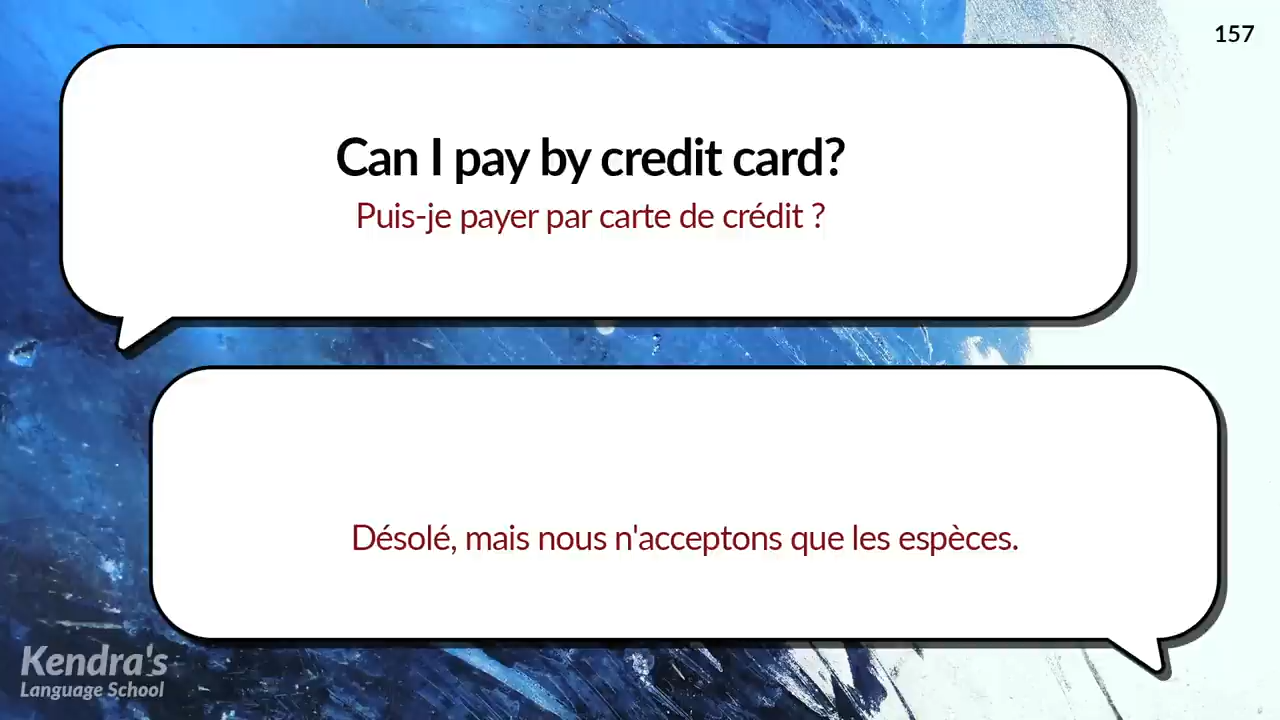 157
Can I pay by credit card?
Puis-je payer par carte de crédit ?
Désolé, mais nous n'acceptons que les espèces.
Kendra's
Language School